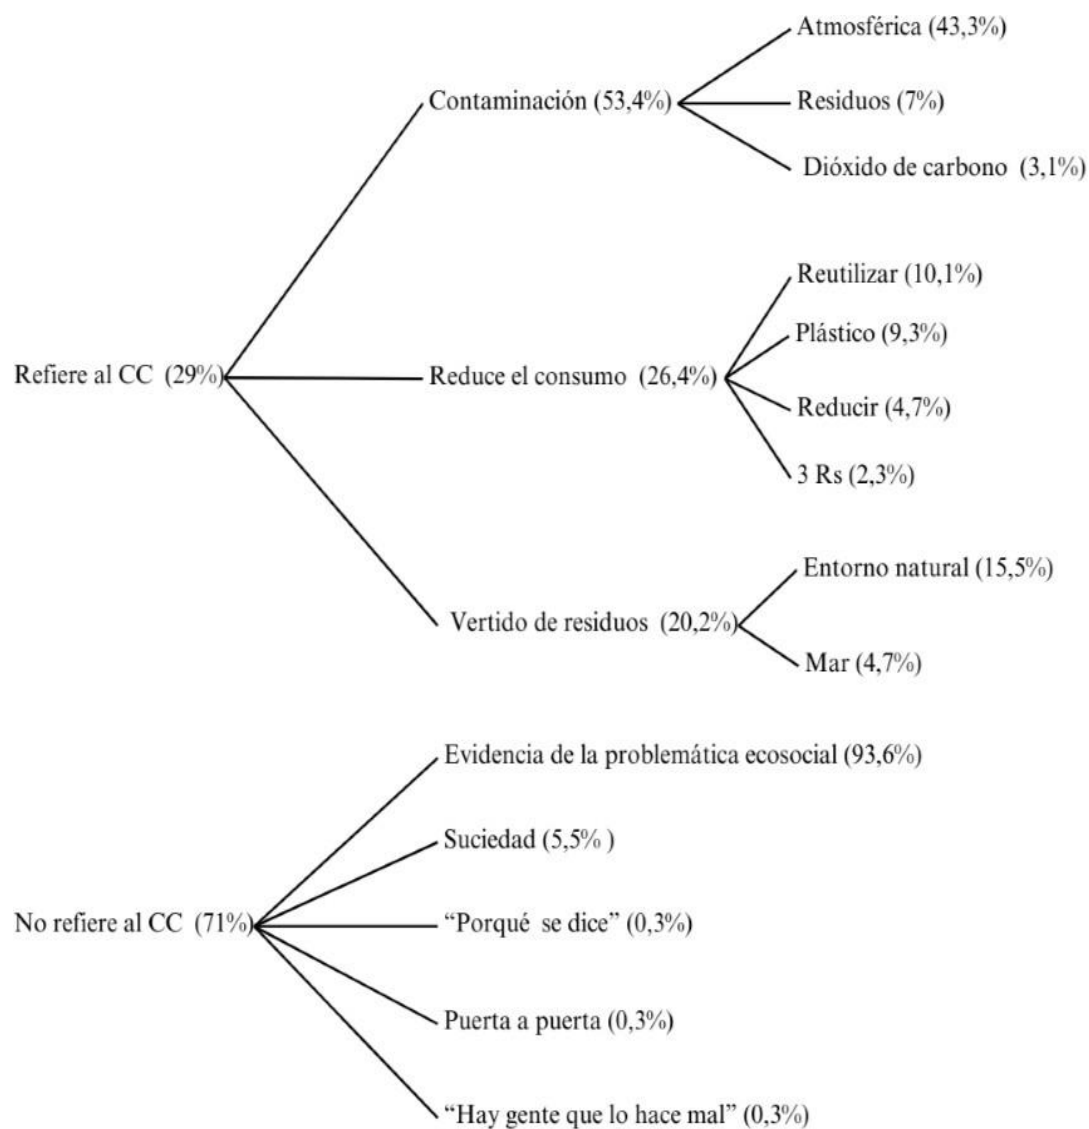 Atmosférica (43,3%)
Contaminación (53,4%)
Residuos (7%)
Dióxido de carbono (3,1%)
Reutilizar (10,1%)
Plástico (9,3%)
Refiere al CC (29%)
Reduce el consumo (26,4%)
Reducir (4,7%)
3 Rs (2,3%)
Entorno natural (15,5%)
Vertido de residuos (20,2%)
Mar (4,7%)
Evidencia de la problemática ecosocial (93,6%)
Suciedad (5,5% )
No refiere al CC (71%)
“Porqué se dice” (0,3%)
Puerta a puerta (0,3%)
“Hay gente que lo hace mal” (0,3%)